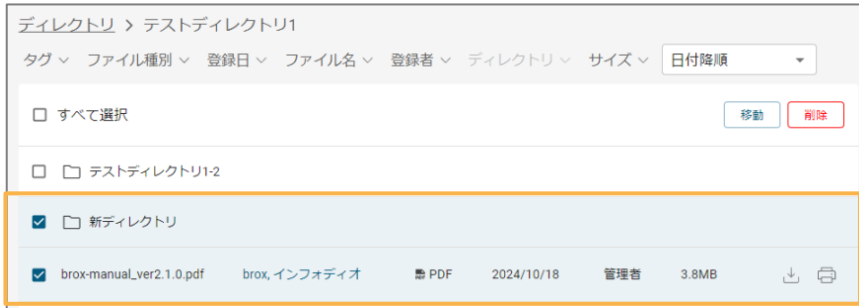 ディレクトリ > テストディレクトリ1
タグ ファイル種別 登録日 ファイル名 登録者 ディレクトリ サイズ 日付降順
すべて選択 移動 削除
テストディレクトリ1-2
新ディレクトリ
brox-manual_ver2.1.0.pdf brox, インフォディオ PDF 2024/10/18 管理者 3.8MB